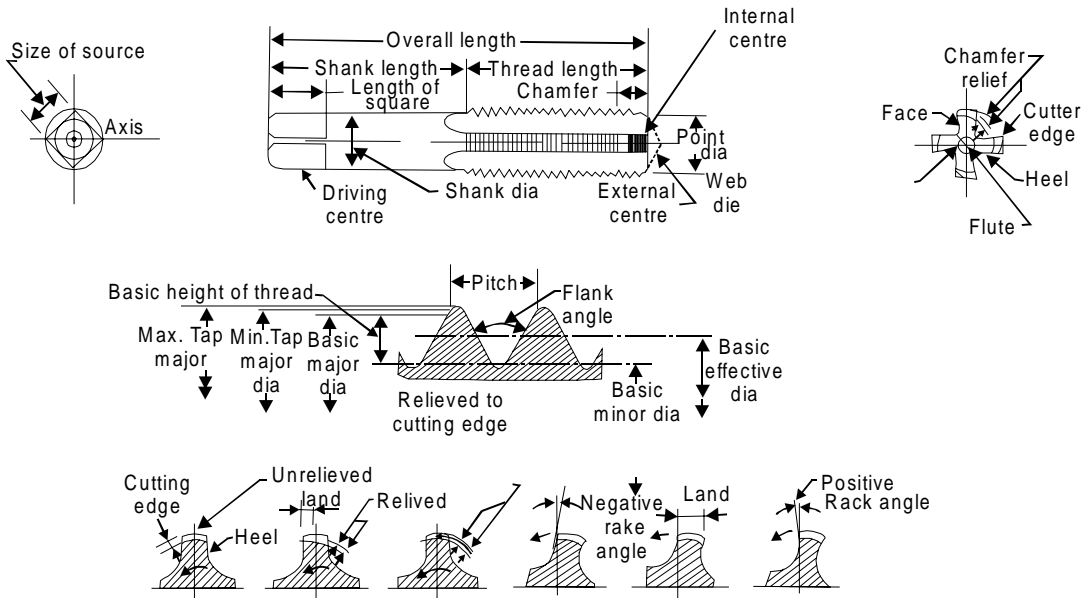 Size of source
Axis
Overall length
Shank length
Thread length
Length of
square
Chamfer
Internal
centre
Driving
centre
Shank dia
External
centre
Point
dia
Web
die
Chamfer
relief
Face
Cutter
edge
Heel
Flute
Basic height of thread
Pitch
Flank
angle
Max. Tap
major
Min.Tap
major
dia
Basic
major
dia
Relieved to
cutting edge
Basic
minor dia
Basic
effective
dia
Cutting
edge
Unrelieved
land
Heel
Relived
Negative
rake
angle
Land
Positive
Rack angle